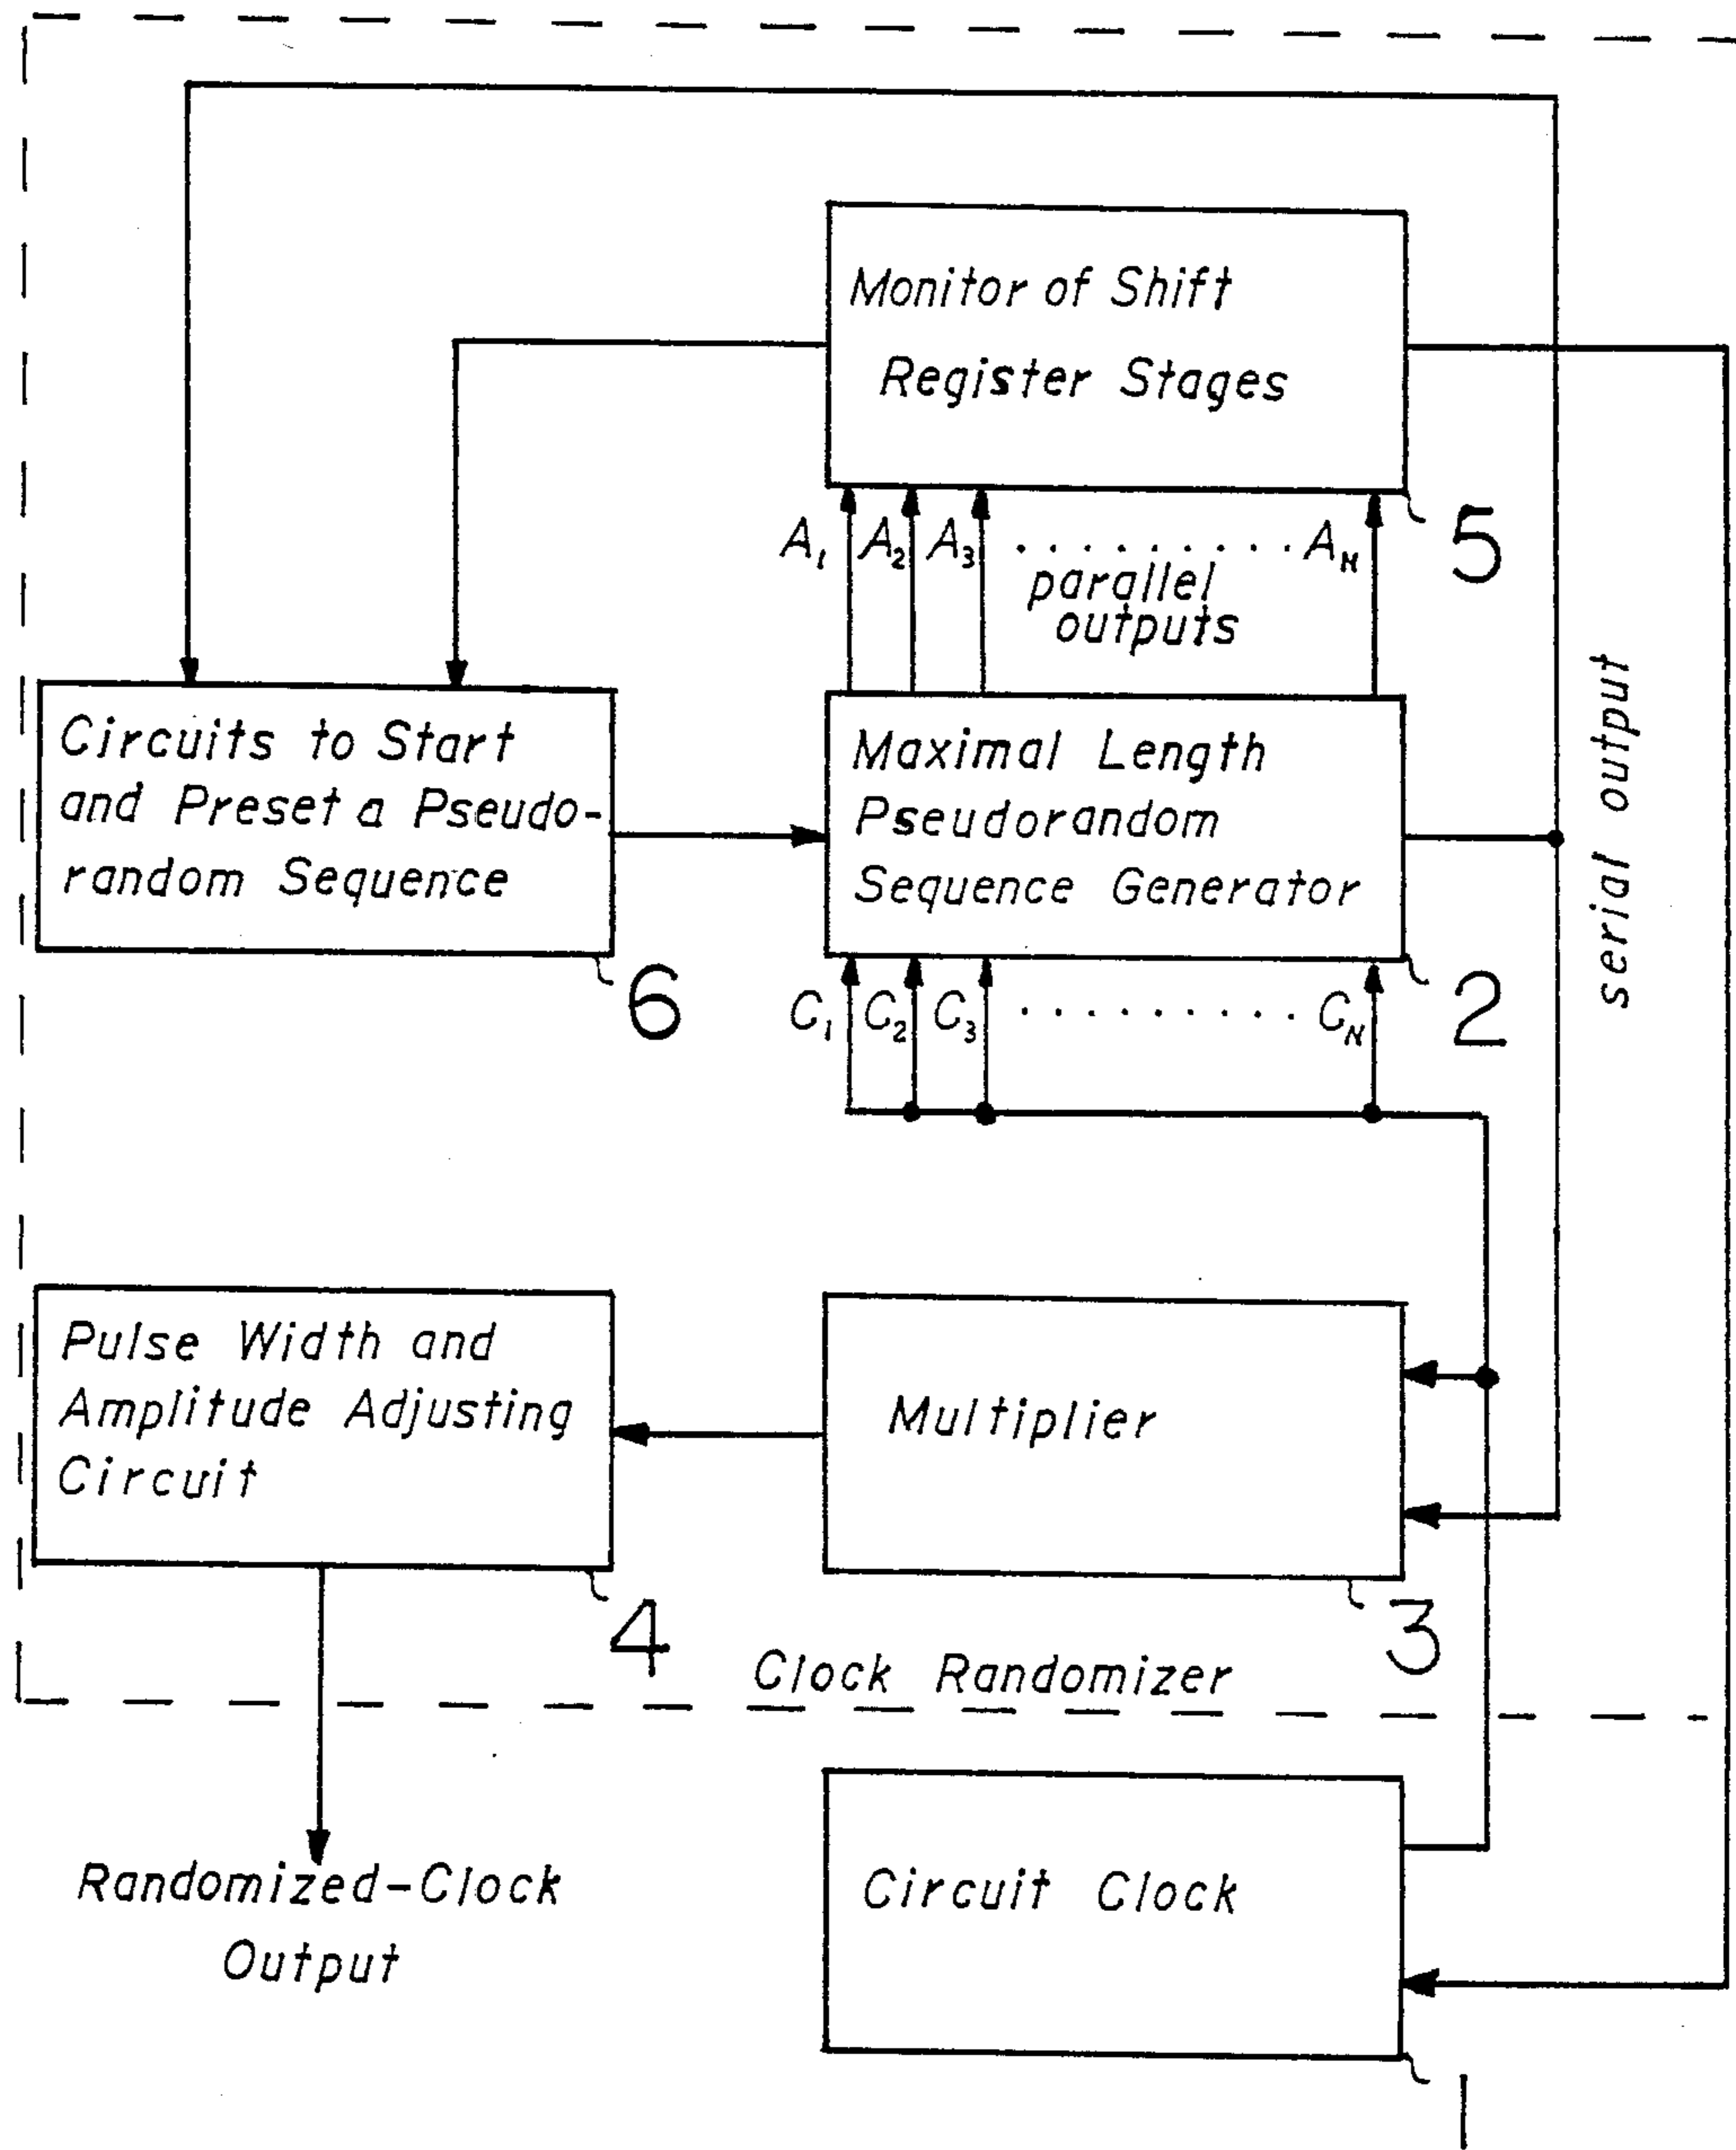 Monitor of Shift
Register Stages
5
A1 A2 A3 .......... AN
parallel
outputs
serial output
Circuits to Start
and Preset a Pseudo-
random Sequence
6
Maximal Length
Pseudorandom
Sequence Generator
2
C1 C2 C3 .......... CN
Pulse Width and
Amplitude Adjusting
Circuit
4
Multiplier
3
Clock Randomizer
Randomized-Clock
Output
Circuit Clock
1